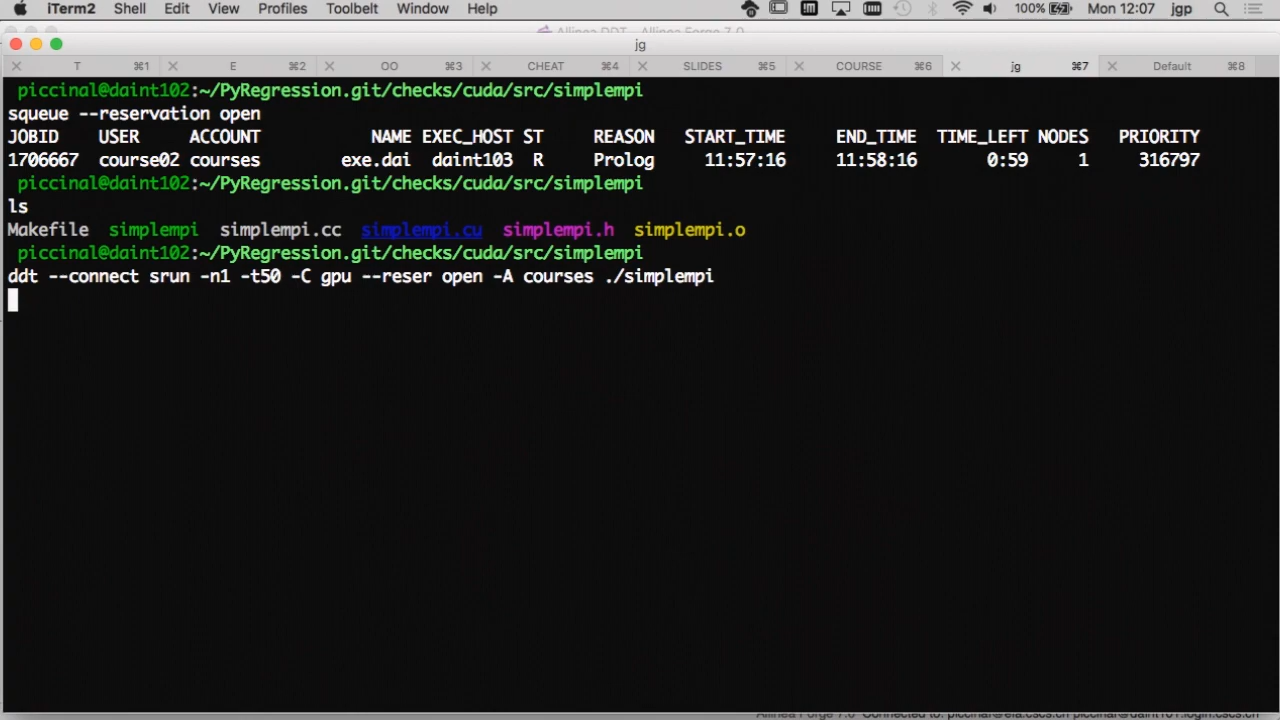 iTerm2 Shell Edit View Profiles Toolbelt Window Help 100% Mon 12:07 jgp
Allinea DDT - Allinea Forge 7.0
jg
T ⌘1 E ⌘2 OO ⌘3 CHEAT ⌘4 SLIDES ⌘5 COURSE ⌘6 jg ⌘7 Default ⌘8
piccinal@daint102:~/PyRegression.git/checks/cuda/src/simplempi
squeue --reservation open
JOBID USER ACCOUNT NAME EXEC_HOST ST REASON START_TIME END_TIME TIME_LEFT NODES PRIORITY
1706667 course02 courses exe.dai daint103 R Prolog 11:57:16 11:58:16 0:59 1 316797
piccinal@daint102:~/PyRegression.git/checks/cuda/src/simplempi
ls
Makefile simplempi simplempi.cc simplempi.cu simplempi.h simplempi.o
piccinal@daint102:~/PyRegression.git/checks/cuda/src/simplempi
ddt --connect srun -n1 -t50 -C gpu --reser open -A courses ./simplempi
Allinea Forge 7.0 Connected to: piccinal@ela.cscs.ch piccinal@daint101.login.cscs.ch